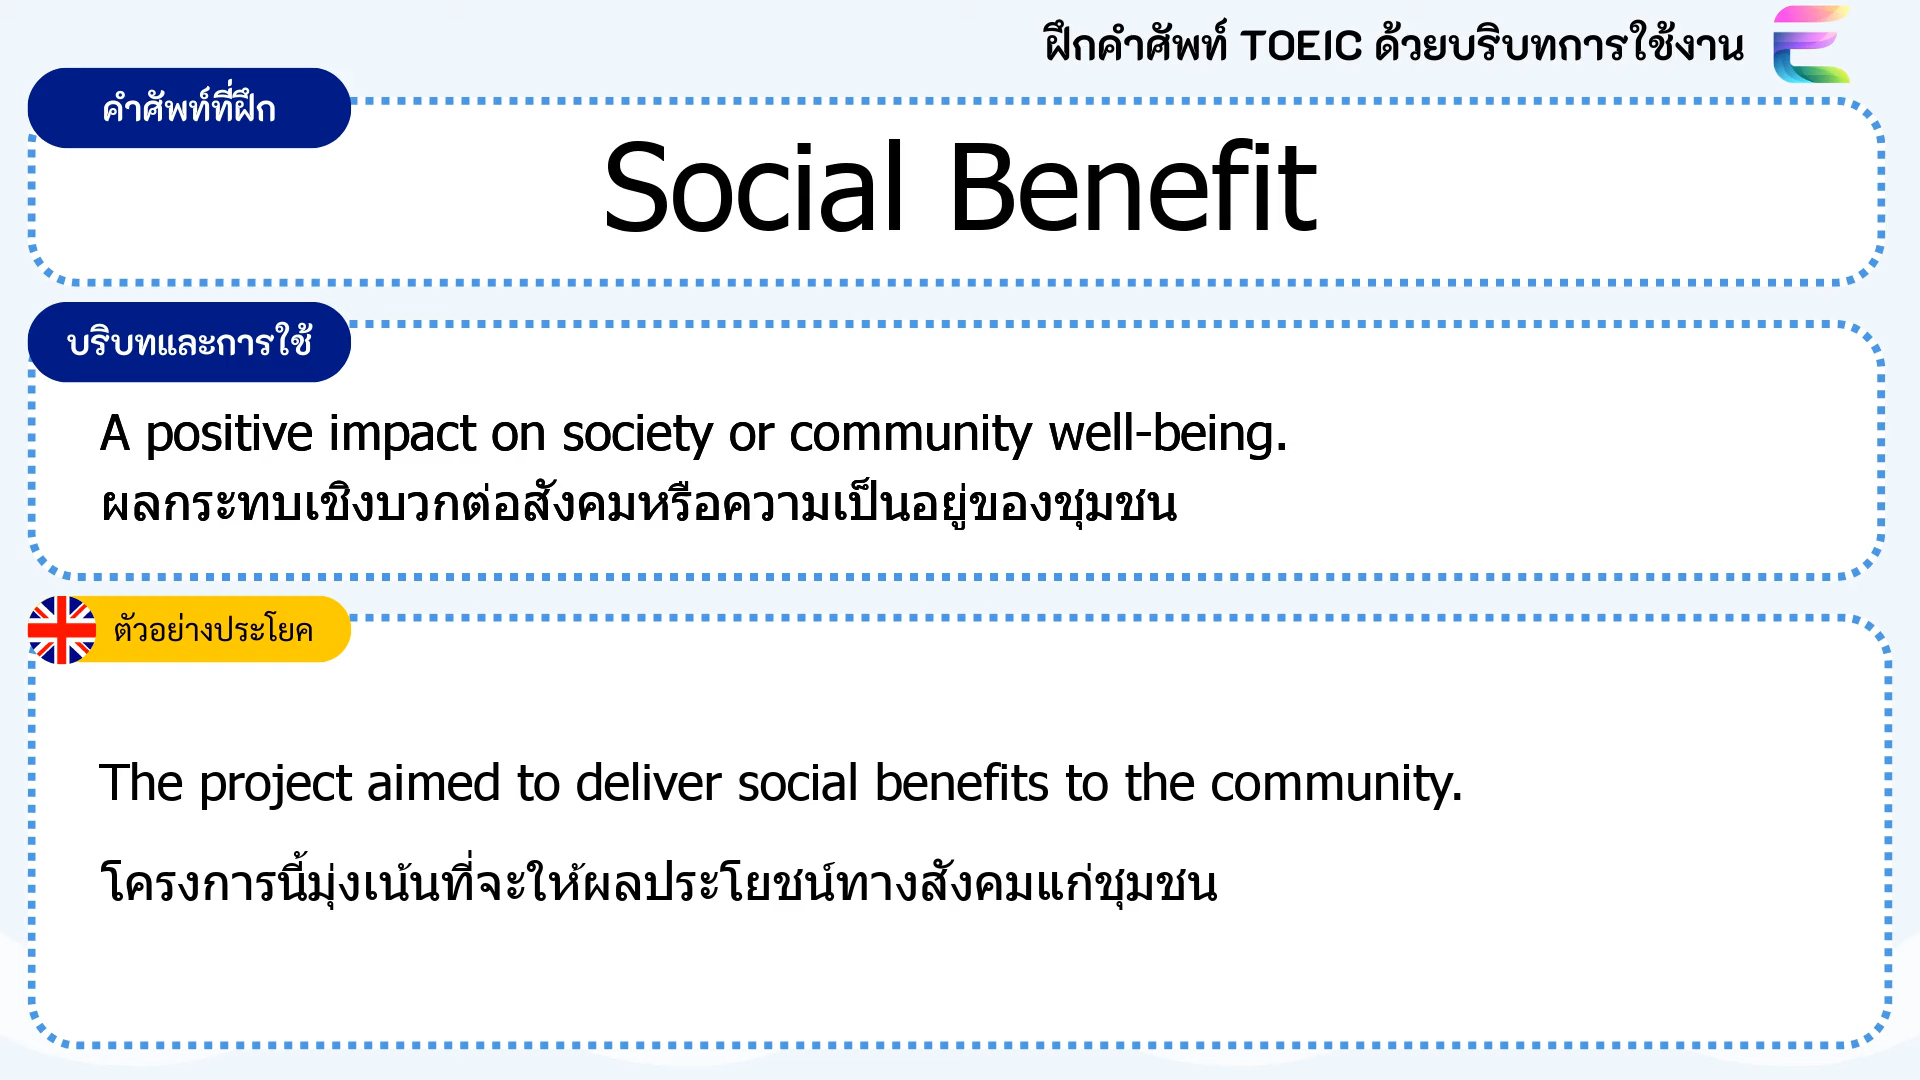 ฝึกคำศัพท์ TOEIC ด้วยบริบทการใช้งาน
คำศัพท์ที่ฝึก
Social Benefit
บริบทและการใช้
A positive impact on society or community well-being.
ผลกระทบเชิงบวกต่อสังคมหรือความเป็นอยู่ของชุมชน
ตัวอย่างประโยค
The project aimed to deliver social benefits to the community.
โครงการนี้มุ่งเน้นที่จะให้ผลประโยชน์ทางสังคมแก่ชุมชน